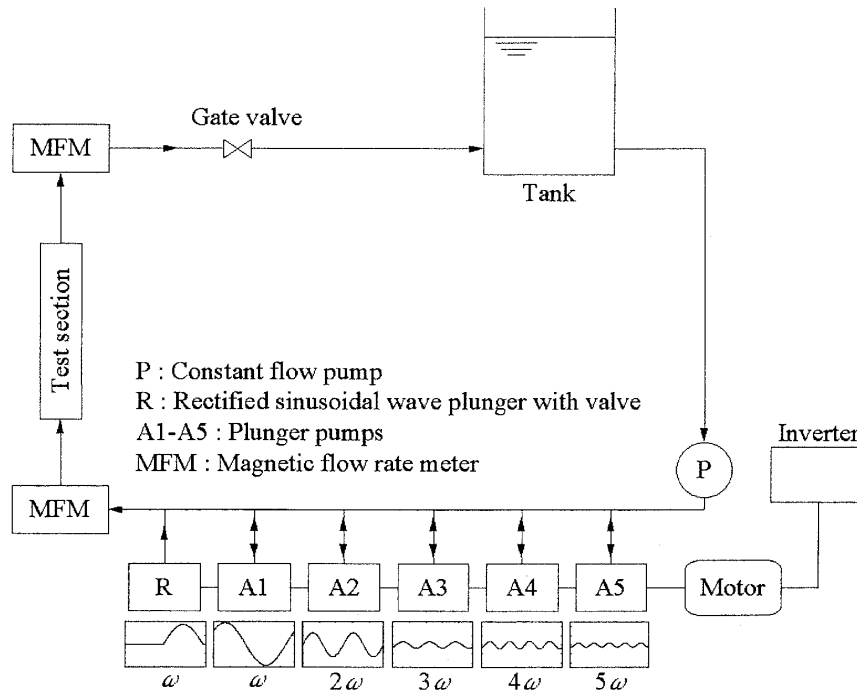 Gate valve
MFM
Tank
Test section
P : Constant flow pump
R : Rectified sinusoidal wave plunger with valve
A1-A5 : Plunger pumps
MFM : Magnetic flow rate meter
Inverter
P
MFM
R
A1
A2
A3
A4
A5
Motor
ω
ω
2ω
3ω
4ω
5ω